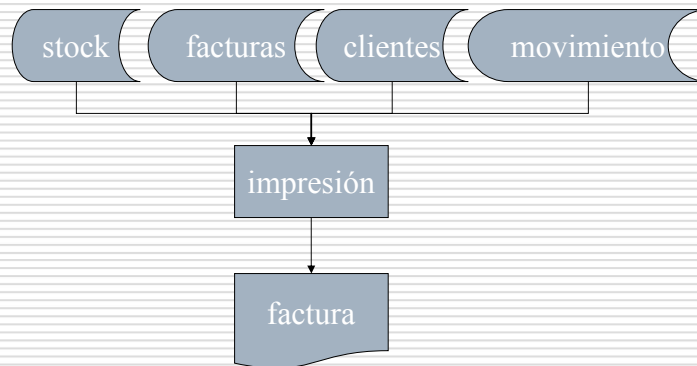 stock
facturas
clientes
movimiento
impresión
factura